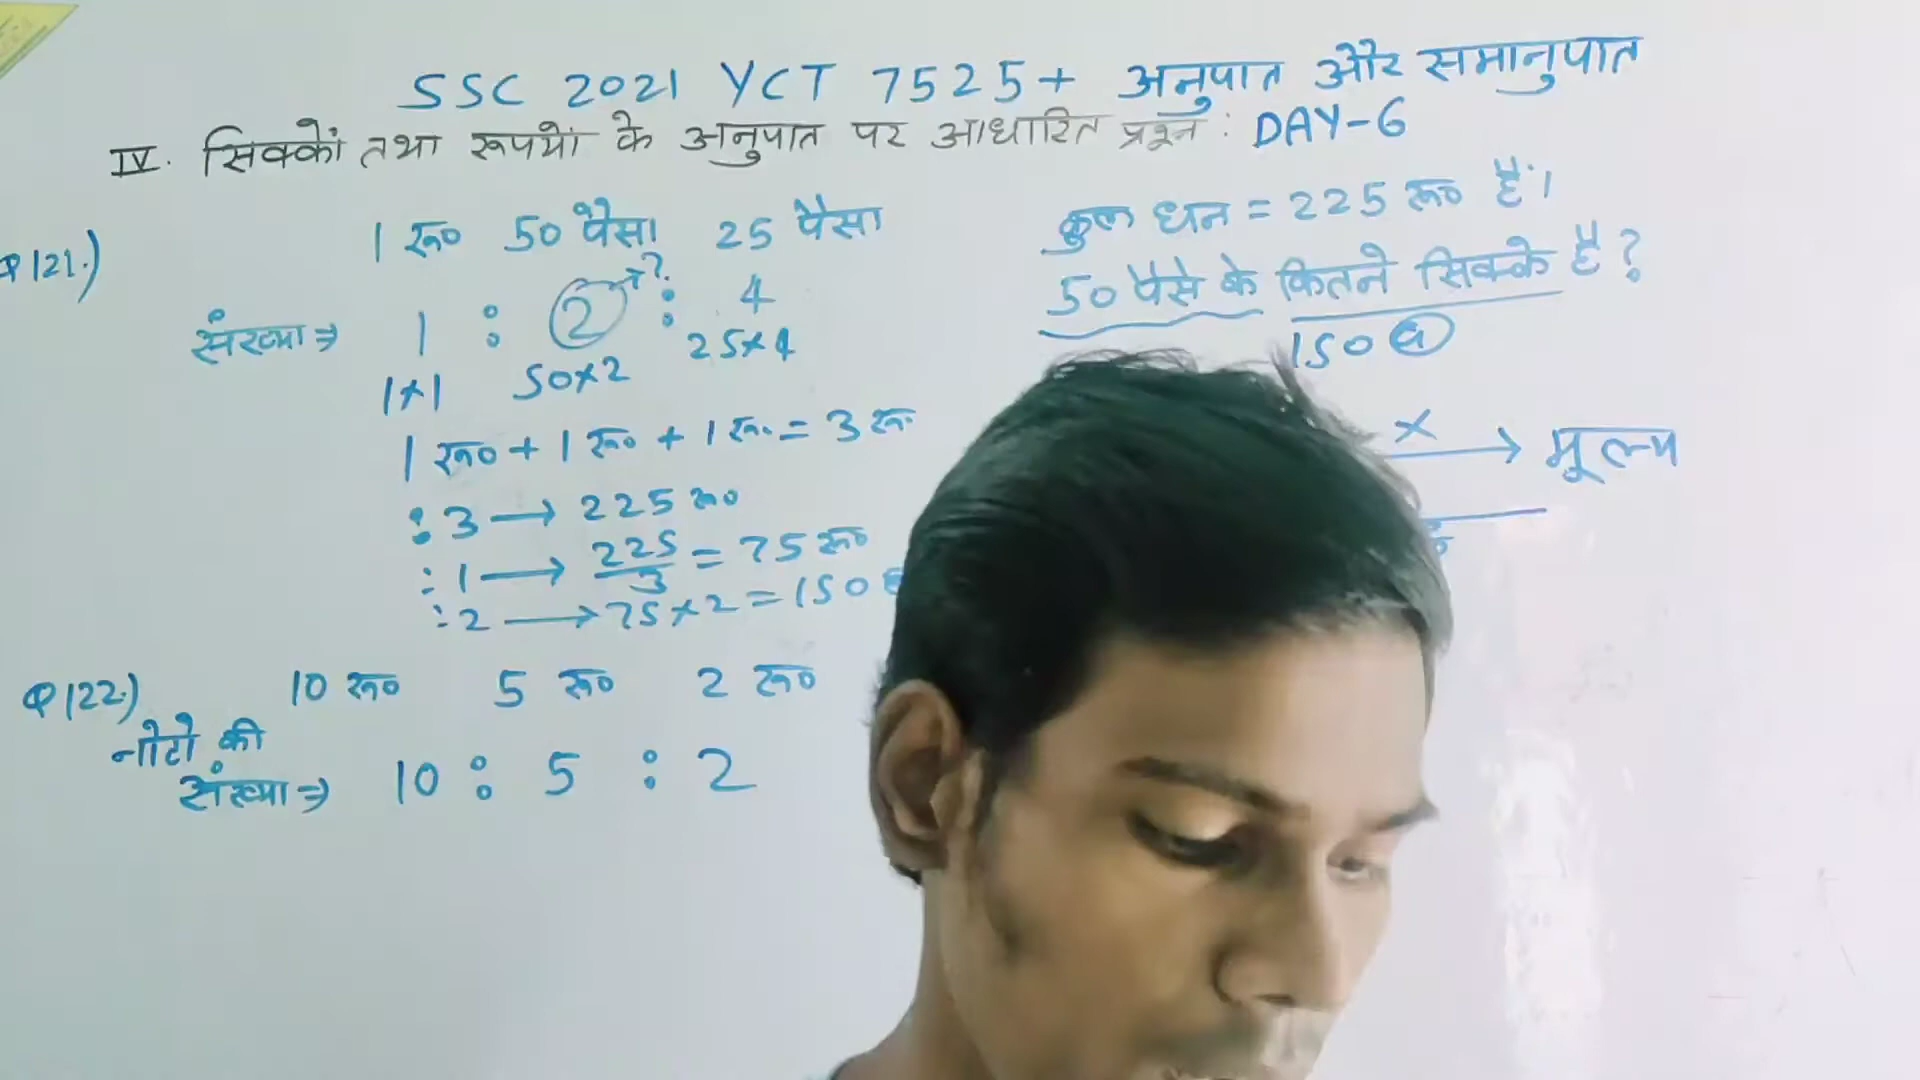 SSC 2021 YCT 7525+ अनुपात और समानुपात
IV. सिक्कों तथा रूपयों के अनुपात पर आधारित प्रश्न : DAY-6
Q 121.) 1 रू० 50 पैसा 25 पैसा
संख्या ⇒ 1 : 2 → ? : 4
1×1 50×2 25×4
1 रू० + 1 रू० + 1 रू. = 3 रू.
: 3 → 225 रू०
: 1 → 225/3 = 75 रू०
: 2 → 75×2 = 150
कुल धन = 225 रू० हैं।
50 पैसे के कितने सिक्के है ?
150
× → मूल्य
Q 122.) 10 रू० 5 रू० 2 रू०
नोटो की
संख्या ⇒ 10 : 5 : 2